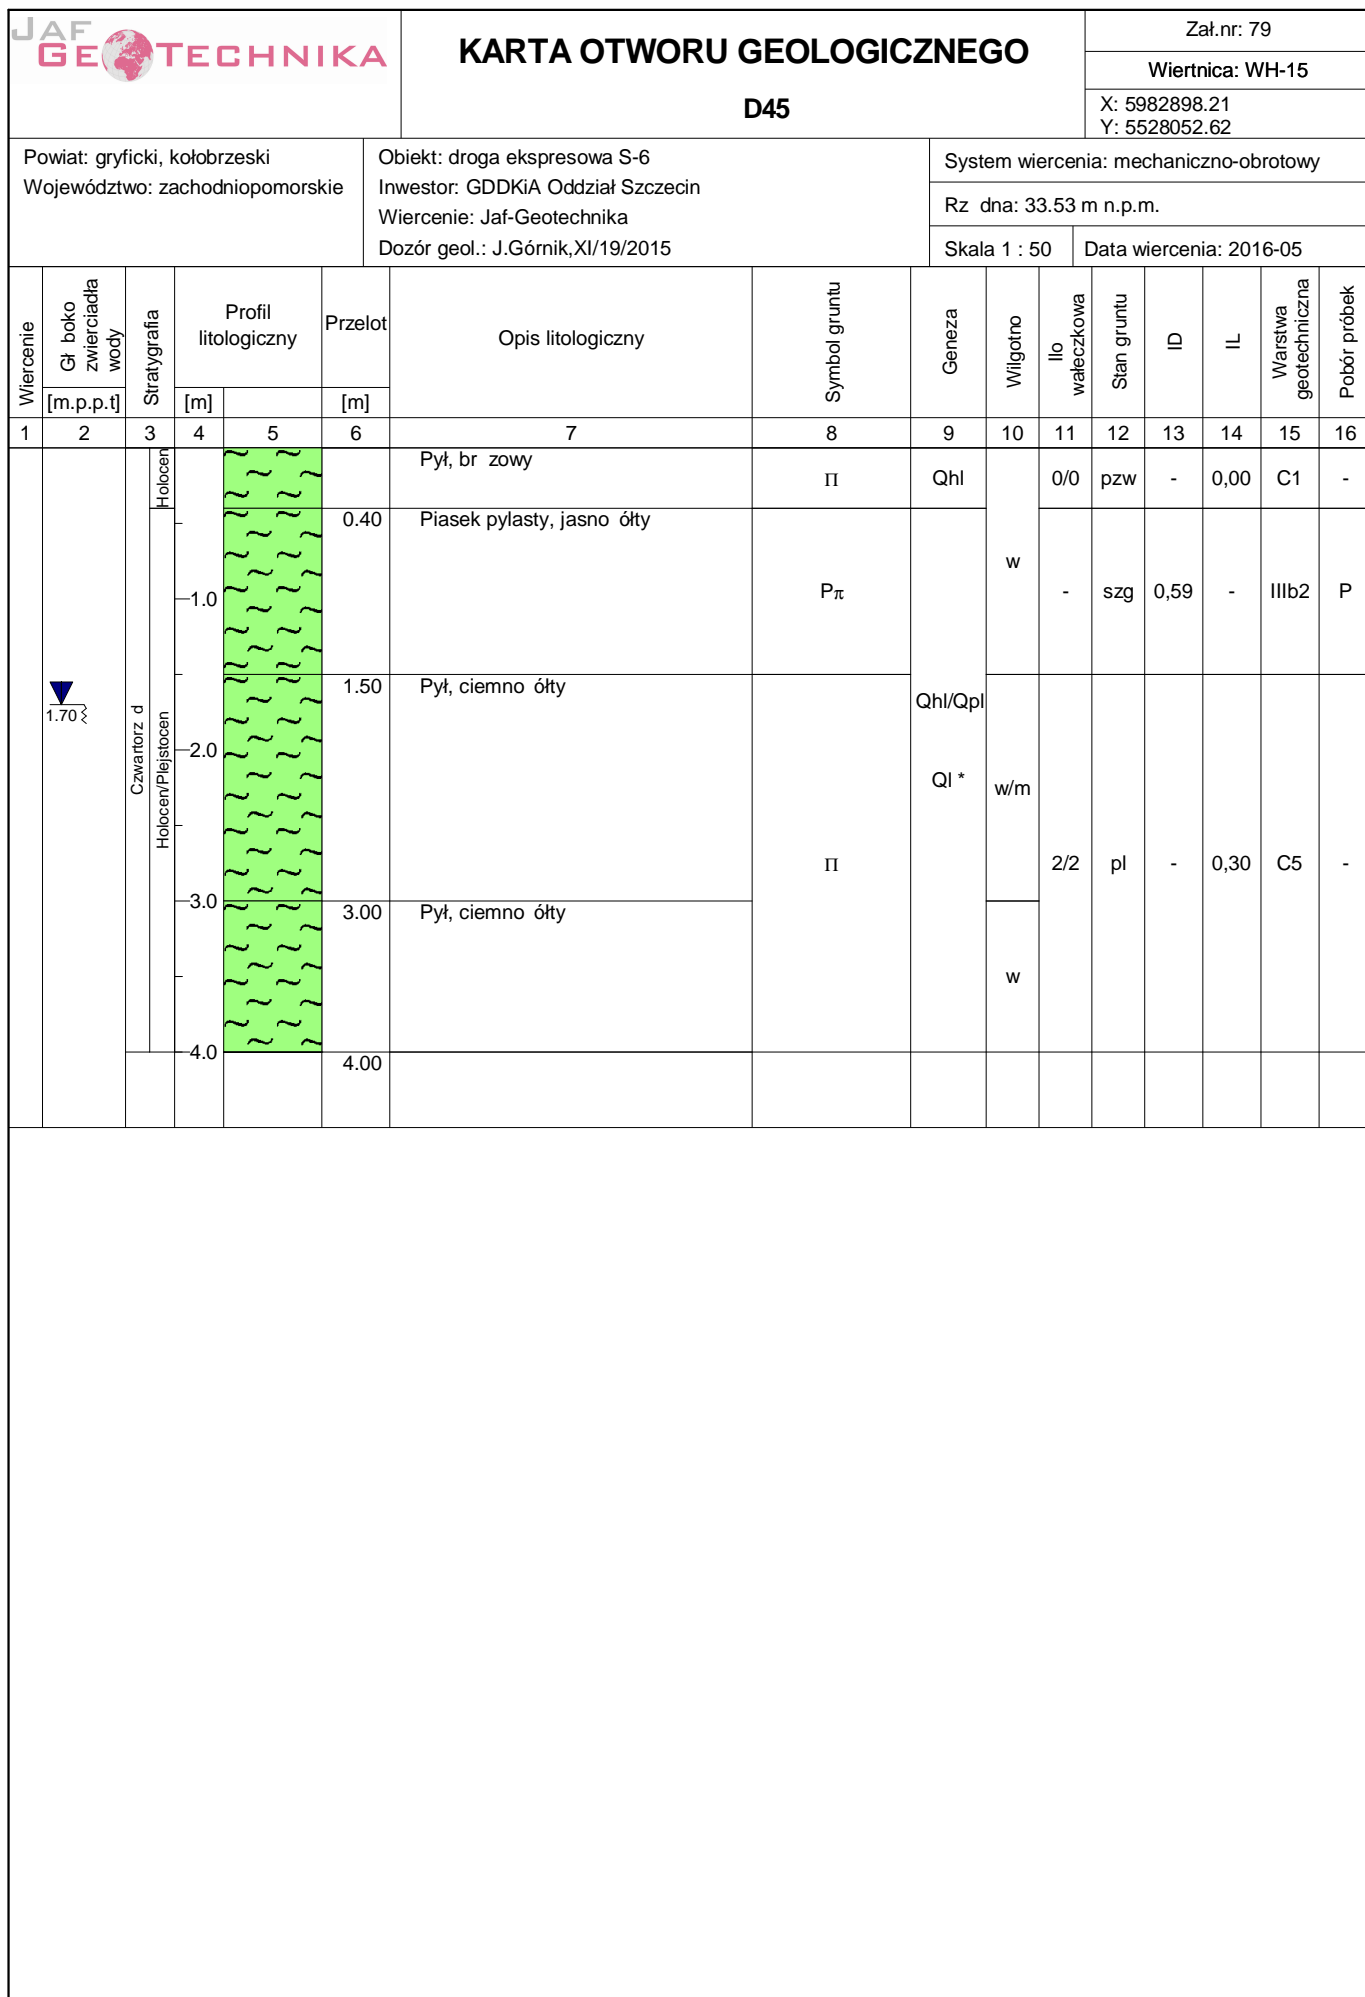 JAF
GEOTECHNIKA
KARTA OTWORU GEOLOGICZNEGO
D45
Zał.nr: 79
Wiertnica: WH-15
X: 5982898.21
Y: 5528052.62
Powiat: gryficki, kołobrzeski
Województwo: zachodniopomorskie
Obiekt: droga ekspresowa S-6
Inwestor: GDDKiA Oddział Szczecin
Wiercenie: Jaf-Geotechnika
Dozór geol.: J.Górnik,XI/19/2015
System wiercenia: mechaniczno-obrotowy
Rz dna: 33.53 m n.p.m.
Skala 1 : 50
Data wiercenia: 2016-05
Wiercenie
Gł boko
zwierciadła
wody
[m.p.p.t]
Stratygrafia
Profil
litologiczny
[m]
Przelot
[m]
Opis litologiczny
Symbol gruntu
Geneza
Wilgotno
Ilo
wałeczkowa
Stan gruntu
ID
IL
Warstwa
geotechniczna
Pobór próbek
1 2 3 4 5 6 7 8 9 10 11 12 13 14 15 16
Holocen
Pył, br zowy
Π
Qhl
0/0 pzw - 0,00 C1 -
0.40 Piasek pylasty, jasno ółty
w
1.0
Pπ
- szg 0,59 - IIIb2 P
1.50 Pył, ciemno ółty
1.70
Qhl/Qpl
Czwartorz d
Holocen/Plejstocen
2.0
Ql *
w/m
Π
2/2 pl - 0,30 C5 -
3.0
3.00 Pył, ciemno ółty
w
4.0
4.00